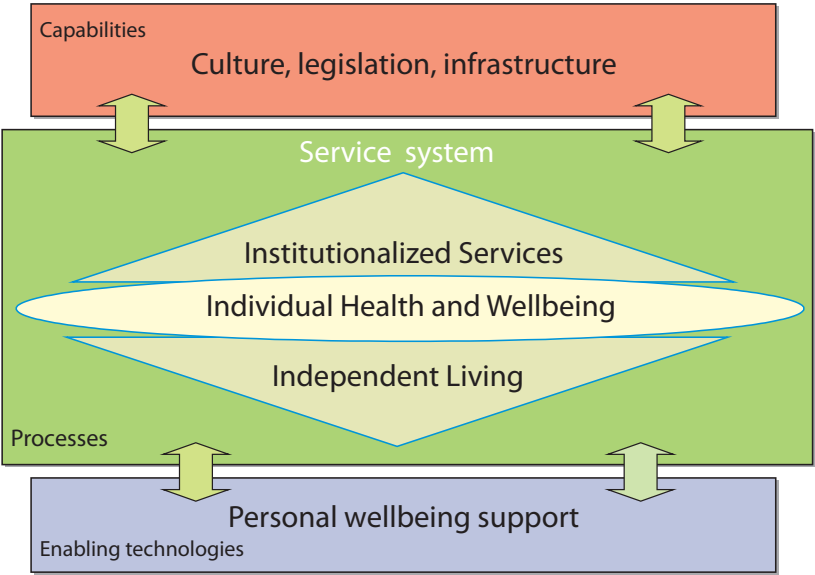 Capabilities
Culture, legislation, infrastructure
Service system
Institutionalized Services
Individual Health and Wellbeing
Independent Living
Processes
Personal wellbeing support
Enabling technologies